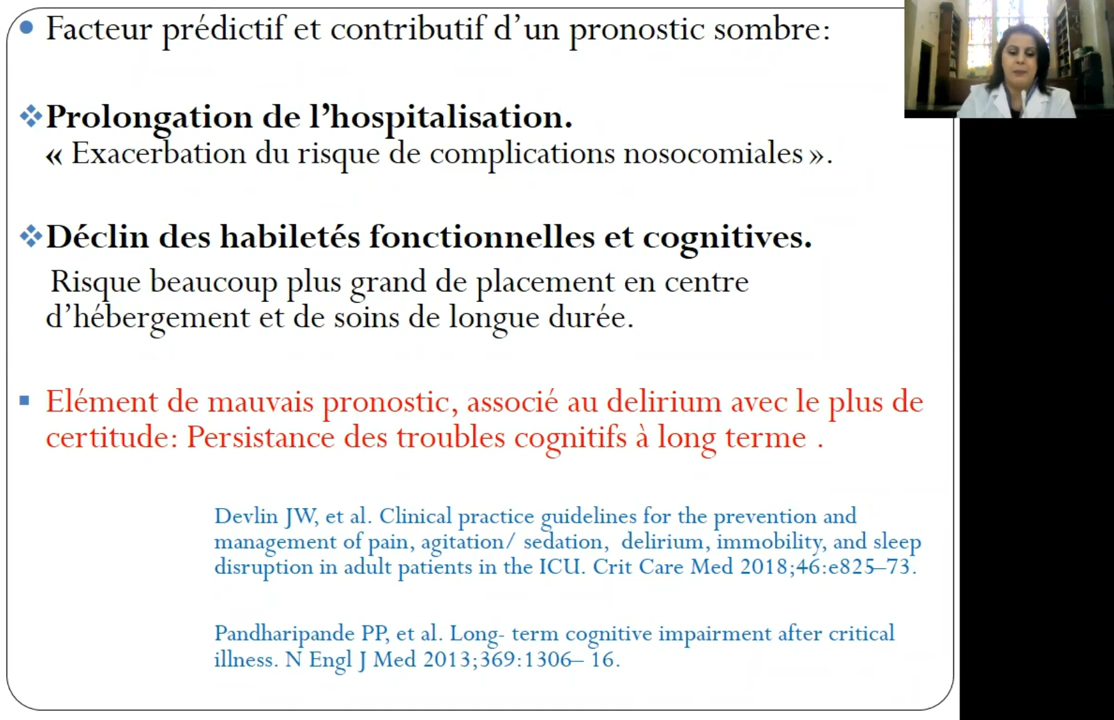 Facteur prédictif et contributif d’un pronostic sombre:
Prolongation de l’hospitalisation.
« Exacerbation du risque de complications nosocomiales ».
Déclin des habiletés fonctionnelles et cognitives.
Risque beaucoup plus grand de placement en centre
d’hébergement et de soins de longue durée.
Elément de mauvais pronostic, associé au delirium avec le plus de
certitude: Persistance des troubles cognitifs à long terme .
Devlin JW, et al. Clinical practice guidelines for the prevention and
management of pain, agitation/ sedation, delirium, immobility, and sleep
disruption in adult patients in the ICU. Crit Care Med 2018;46:e825–73.
Pandharipande PP, et al. Long- term cognitive impairment after critical
illness. N Engl J Med 2013;369:1306– 16.